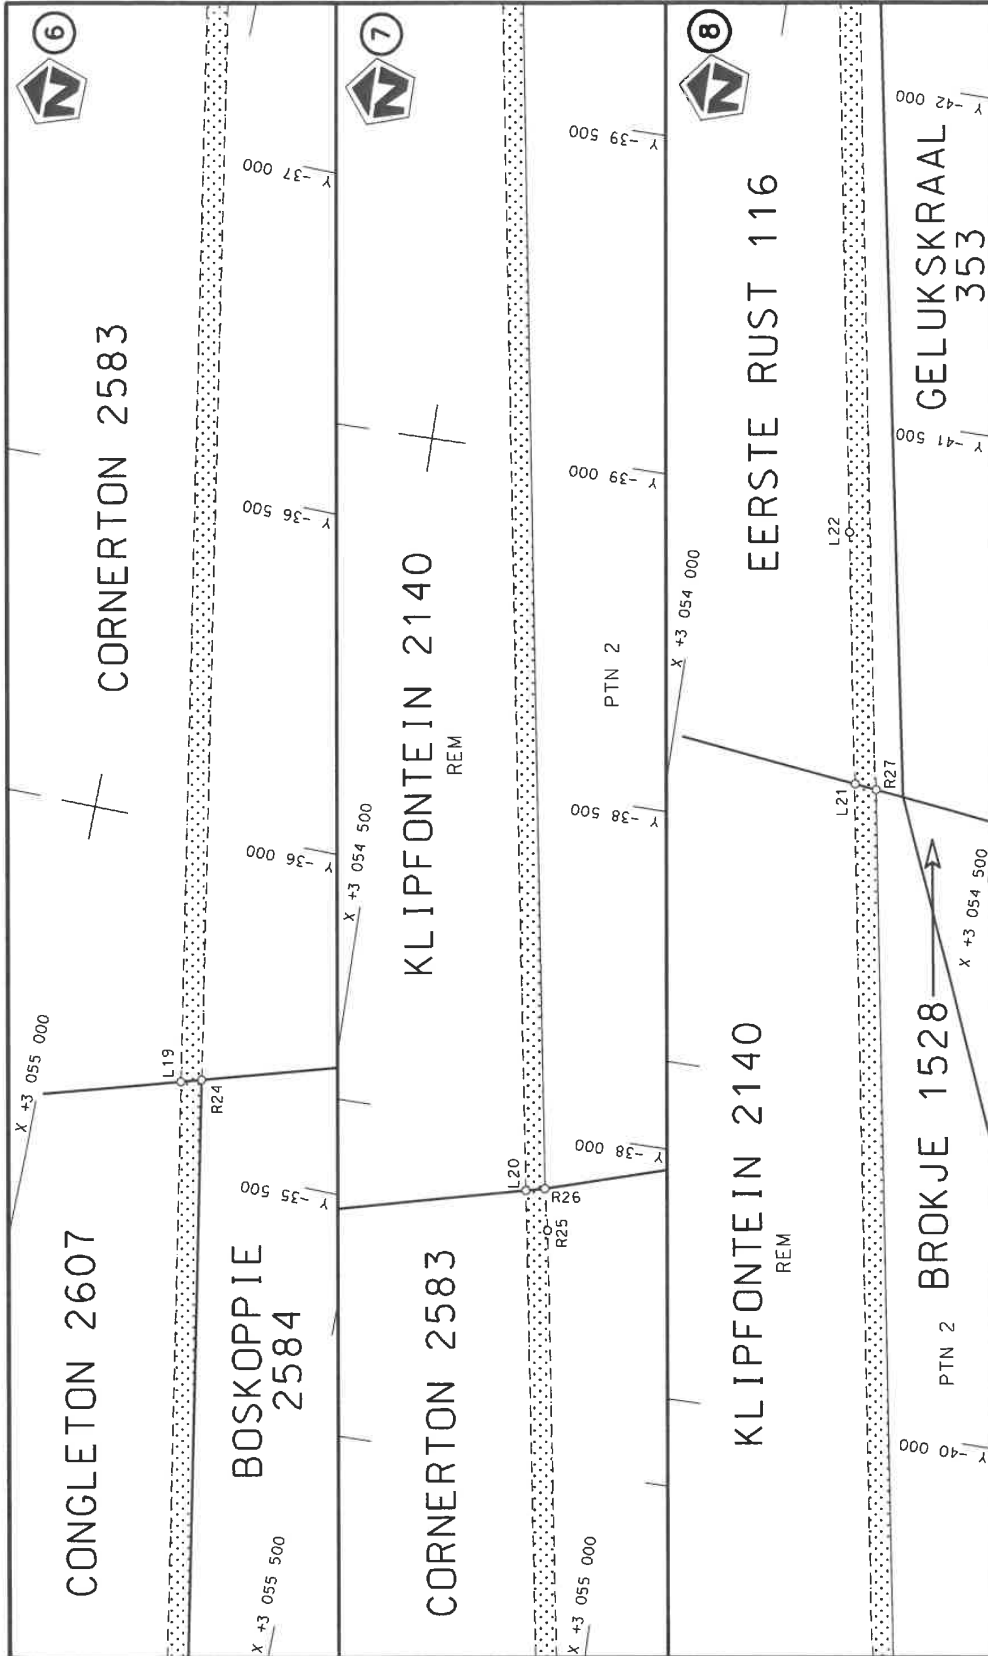 6
N
CONGLETON 2607
CORNERTON 2583
X +3 055 000
L19
R24
BOSKOPPIE
2584
X +3 055 500
Y -35 500
Y -36 000
Y -36 500
Y -37 000
7
N
CORNERTON 2583
KLIPFONTEIN 2140
REM
X +3 054 500
L20
R26
R25
PTN 2
X +3 055 000
Y -38 000
Y -38 500
Y -39 000
Y -39 500
8
N
KLIPFONTEIN 2140
REM
EERSTE RUST 116
X +3 054 000
L21
L22
R27
PTN 2
BROKJE 1528
GELUKSKRAAL
353
X +3 054 500
Y -40 000
Y -41 500
Y -42 000